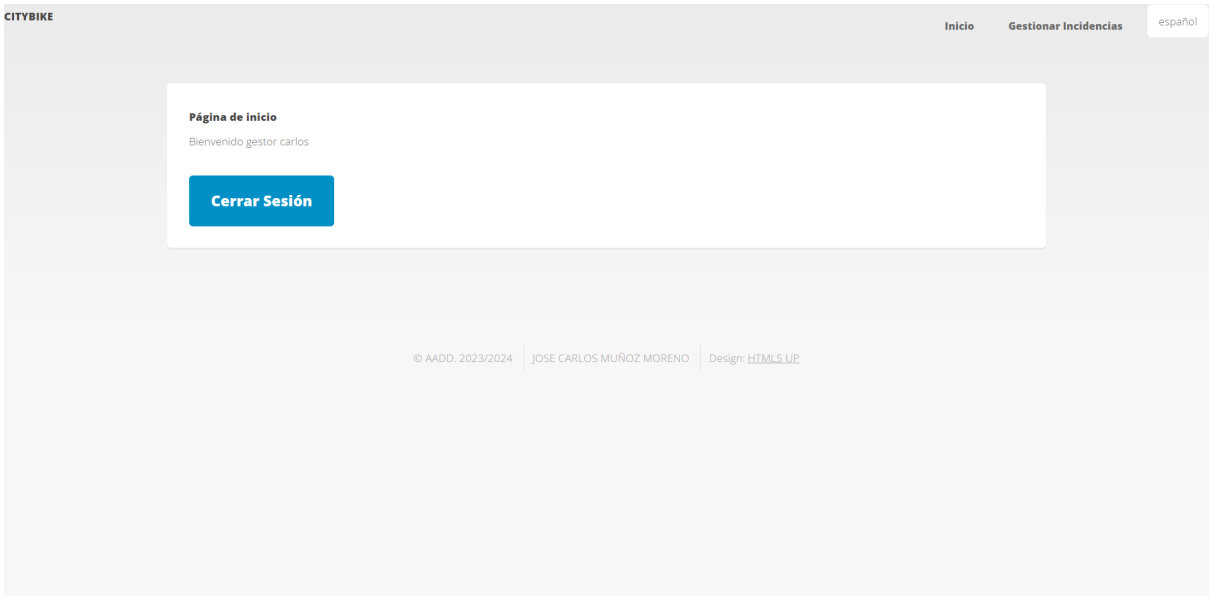 CITYBIKE
Inicio
Gestionar Incidencias
español
Página de inicio
Bienvenido gestor carlos
Cerrar Sesión
© AADD. 2023/2024 JOSE CARLOS MUÑOZ MORENO Design: HTML5 UP